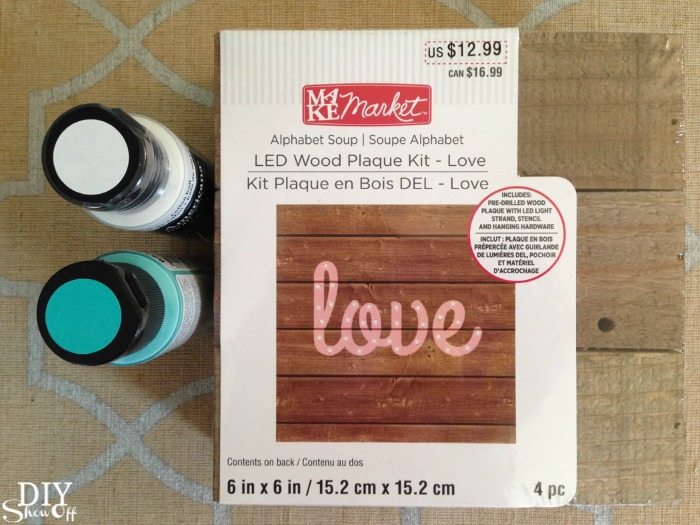 US $12.99
CAN $16.99
MAKE Market™
Alphabet Soup | Soupe Alphabet
LED Wood Plaque Kit - Love
Kit Plaque en Bois DEL - Love
INCLUDES:
PRE-DRILLED WOOD
PLAQUE WITH LED LIGHT
STRAND, STENCIL
AND HANGING HARDWARE
INCLUT : PLAQUE EN BOIS
PRÉPERCÉE AVEC GUIRLANDE
DE LUMIÈRES DEL, POCHOIR
ET MATÉRIEL
D'ACCROCHAGE
love
Contents on back / Contenu au dos
6 in x 6 in / 15.2 cm x 15.2 cm
4 pc
Americana
DIY
Show Off